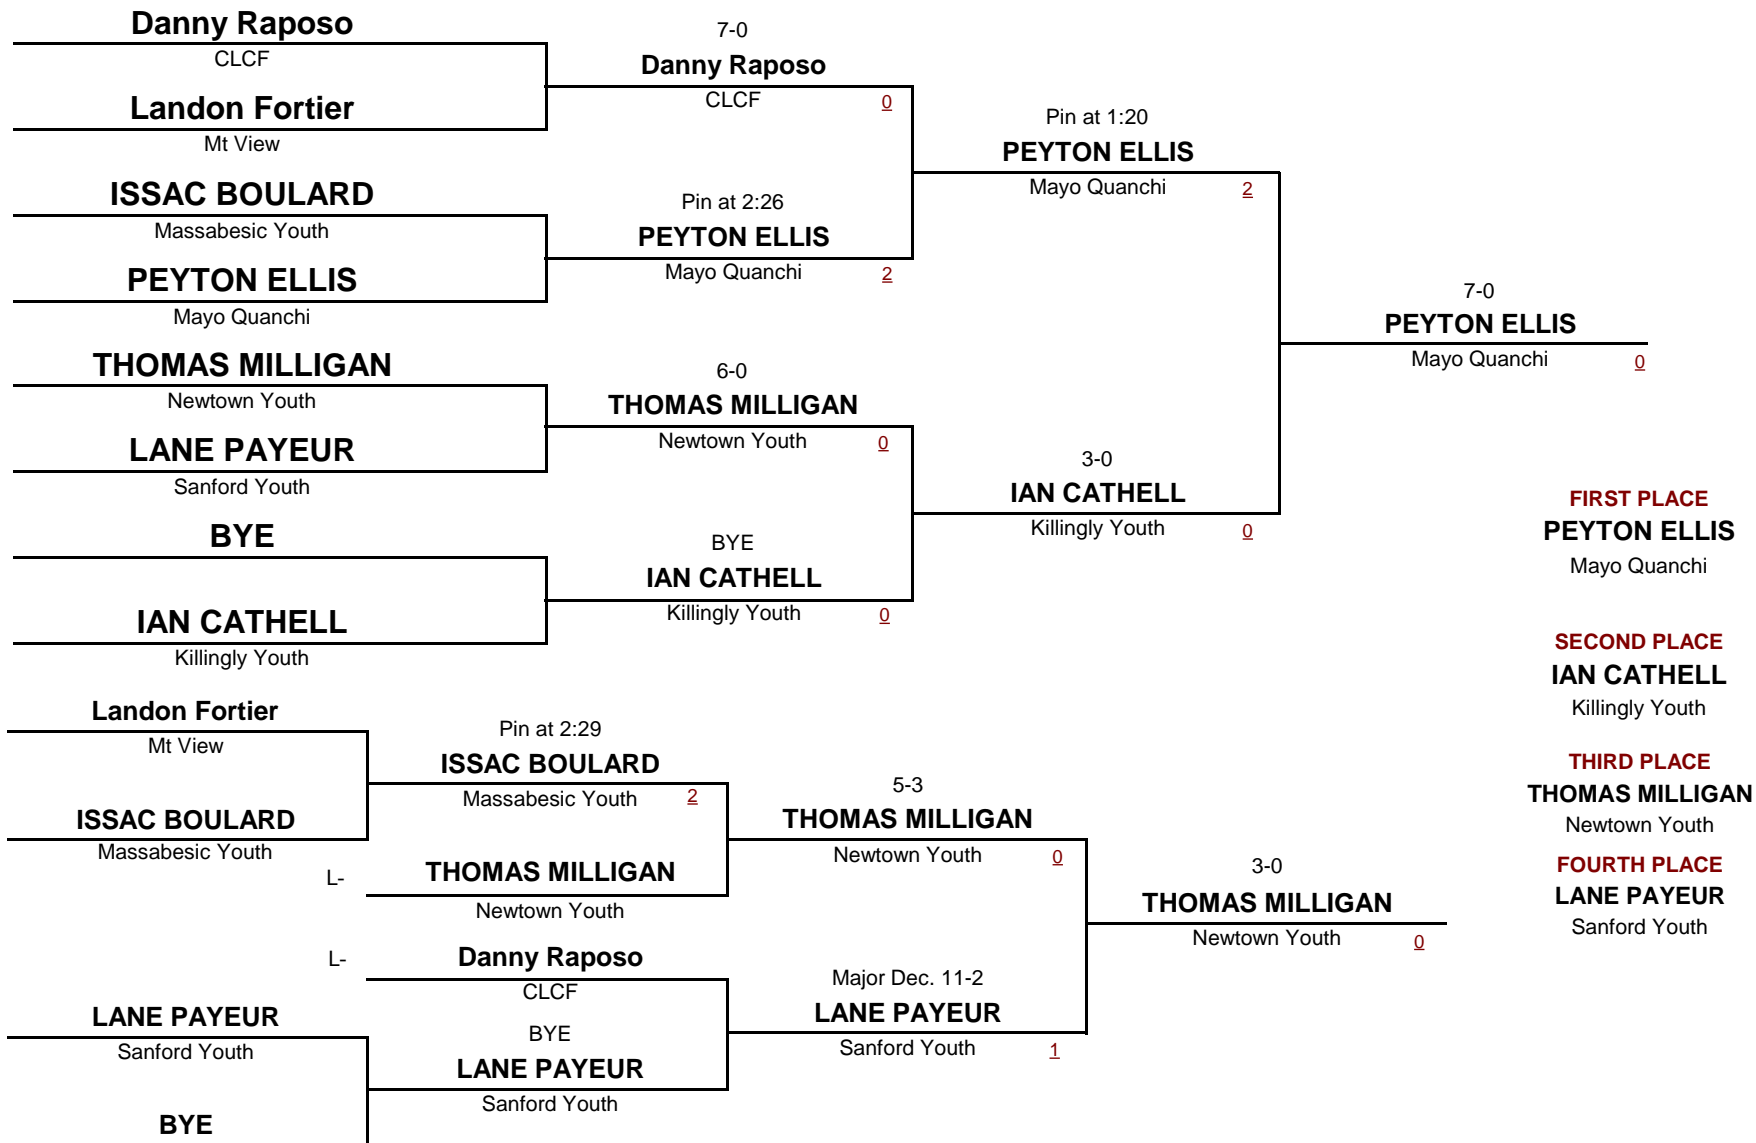 Danny Raposo
CLCF
Landon Fortier
Mt View
ISSAC BOULARD
Massabesic Youth
PEYTON ELLIS
Mayo Quanchi
THOMAS MILLIGAN
Newtown Youth
LANE PAYEUR
Sanford Youth
BYE
IAN CATHELL
Killingly Youth
7-0
Danny Raposo
CLCF 0
Pin at 2:26
PEYTON ELLIS
Mayo Quanchi 2
6-0
THOMAS MILLIGAN
Newtown Youth 0
BYE
IAN CATHELL
Killingly Youth 0
Pin at 1:20
PEYTON ELLIS
Mayo Quanchi 2
3-0
IAN CATHELL
Killingly Youth 0
7-0
PEYTON ELLIS
Mayo Quanchi 0
FIRST PLACE
PEYTON ELLIS
Mayo Quanchi
SECOND PLACE
IAN CATHELL
Killingly Youth
THIRD PLACE
THOMAS MILLIGAN
Newtown Youth
FOURTH PLACE
LANE PAYEUR
Sanford Youth
Landon Fortier
Mt View
ISSAC BOULARD
Massabesic Youth
LANE PAYEUR
Sanford Youth
BYE
Pin at 2:29
ISSAC BOULARD
Massabesic Youth 2
L- THOMAS MILLIGAN
Newtown Youth
L- Danny Raposo
CLCF
BYE
LANE PAYEUR
Sanford Youth
5-3
THOMAS MILLIGAN
Newtown Youth 0
Major Dec. 11-2
LANE PAYEUR
Sanford Youth 1
3-0
THOMAS MILLIGAN
Newtown Youth 0